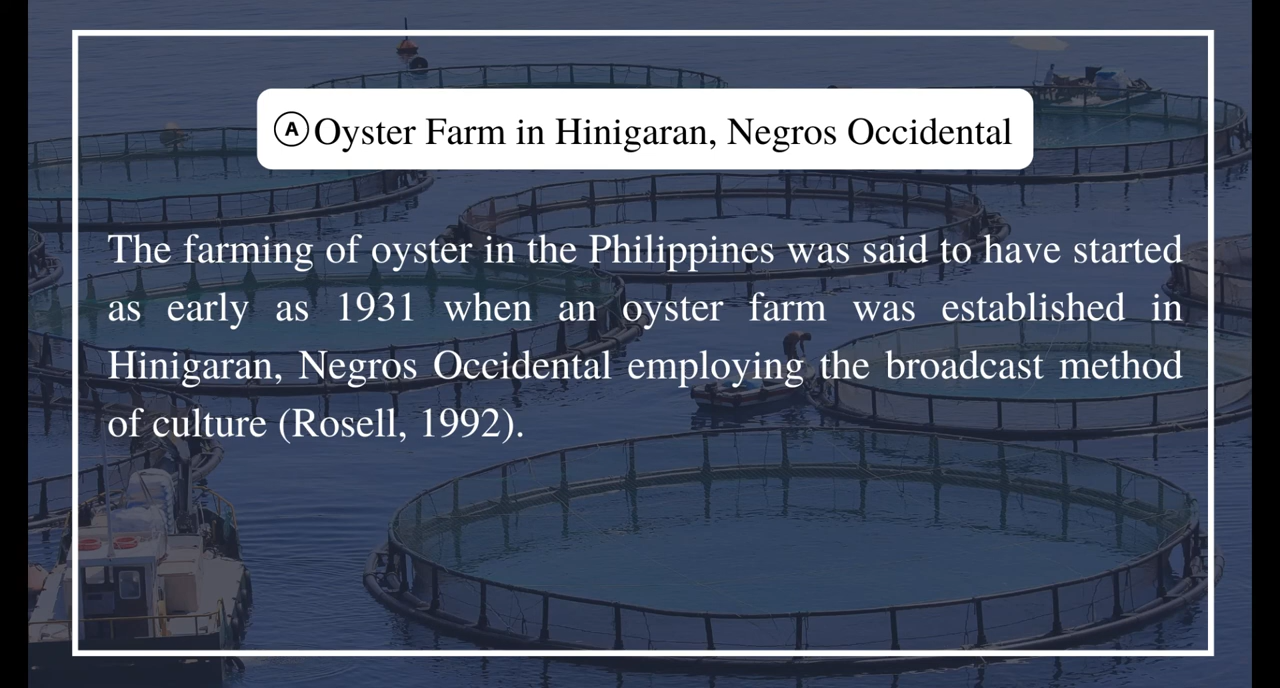 Ⓐ Oyster Farm in Hinigaran, Negros Occidental
The farming of oyster in the Philippines was said to have started
as early as 1931 when an oyster farm was established in
Hinigaran, Negros Occidental employing the broadcast method
of culture (Rosell, 1992).